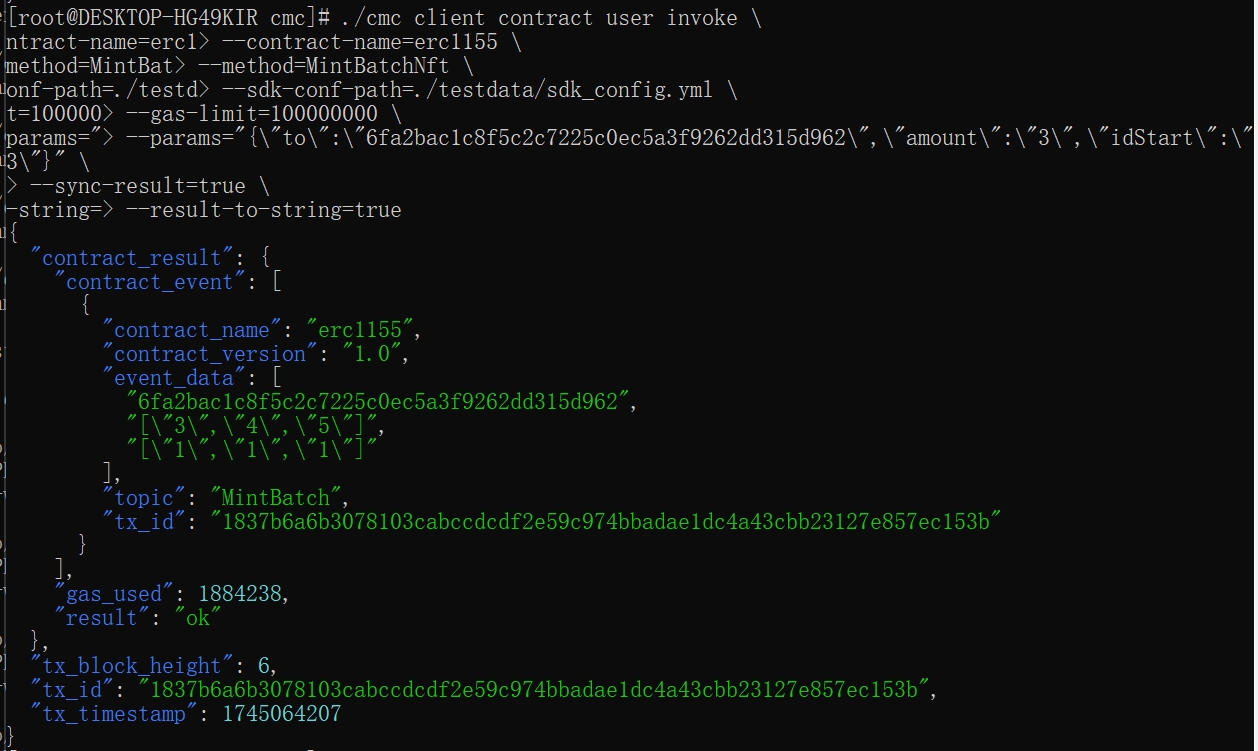 [root@DESKTOP-HG49KIR cmc]# ./cmc client contract user invoke \
ntract-name=erc1> --contract-name=erc1155 \
method=MintBat> --method=MintBatchNft \
onf-path=./testd> --sdk-conf-path=./testdata/sdk_config.yml \
t=100000> --gas-limit=100000000 \
params="> --params="{\"to\":\"6fa2bac1c8f5c2c7225c0ec5a3f9262dd315d962\",\"amount\":\"3\",\"idStart\":\"
3\"}" \
> --sync-result=true \
-string=> --result-to-string=true
{
"contract_result": {
"contract_event": [
{
"contract_name": "erc1155",
"contract_version": "1.0",
"event_data": [
"6fa2bac1c8f5c2c7225c0ec5a3f9262dd315d962",
"[\"3\",\"4\",\"5\"]",
"[\"1\",\"1\",\"1\"]"
],
"topic": "MintBatch",
"tx_id": "1837b6a6b3078103cabccdcdf2e59c974bbadae1dc4a43cbb23127e857ec153b"
}
],
"gas_used": 1884238,
"result": "ok"
},
"tx_block_height": 6,
"tx_id": "1837b6a6b3078103cabccdcdf2e59c974bbadae1dc4a43cbb23127e857ec153b",
"tx_timestamp": 1745064207
}